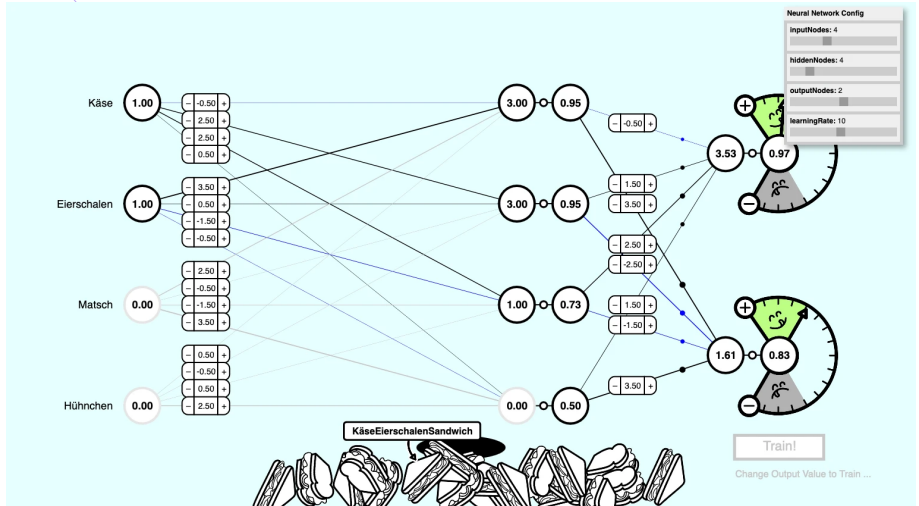 Neural Network Config
inputNodes: 4
hiddenNodes: 4
outputNodes: 2
learningRate: 10
Käse
1.00
- -0.50 +
- 2.50 +
- 2.50 +
- 0.50 +
3.00
0.95
- -0.50 +
3.53
0.97
+
−
Eierschalen
1.00
- 3.50 +
- 0.50 +
- -1.50 +
- -0.50 +
3.00
0.95
- 1.50 +
- 3.50 +
Matsch
0.00
- 2.50 +
- -0.50 +
- -1.50 +
- 3.50 +
1.00
0.73
- 2.50 +
- -2.50 +
- 1.50 +
- -1.50 +
1.61
0.83
+
−
Hühnchen
0.00
- 0.50 +
- -0.50 +
- 0.50 +
- 2.50 +
0.00
0.50
- 3.50 +
KäseEierschalenSandwich
Train!
Change Output Value to Train ...